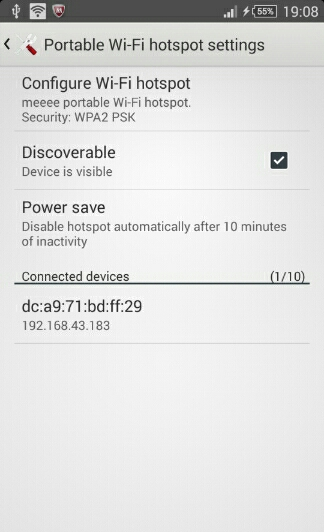 55% 19:08
Portable Wi-Fi hotspot settings
Configure Wi-Fi hotspot
meeee portable Wi-Fi hotspot.
Security: WPA2 PSK
Discoverable
Device is visible
Power save
Disable hotspot automatically after 10 minutes
of inactivity
Connected devices (1/10)
dc:a9:71:bd:ff:29
192.168.43.183